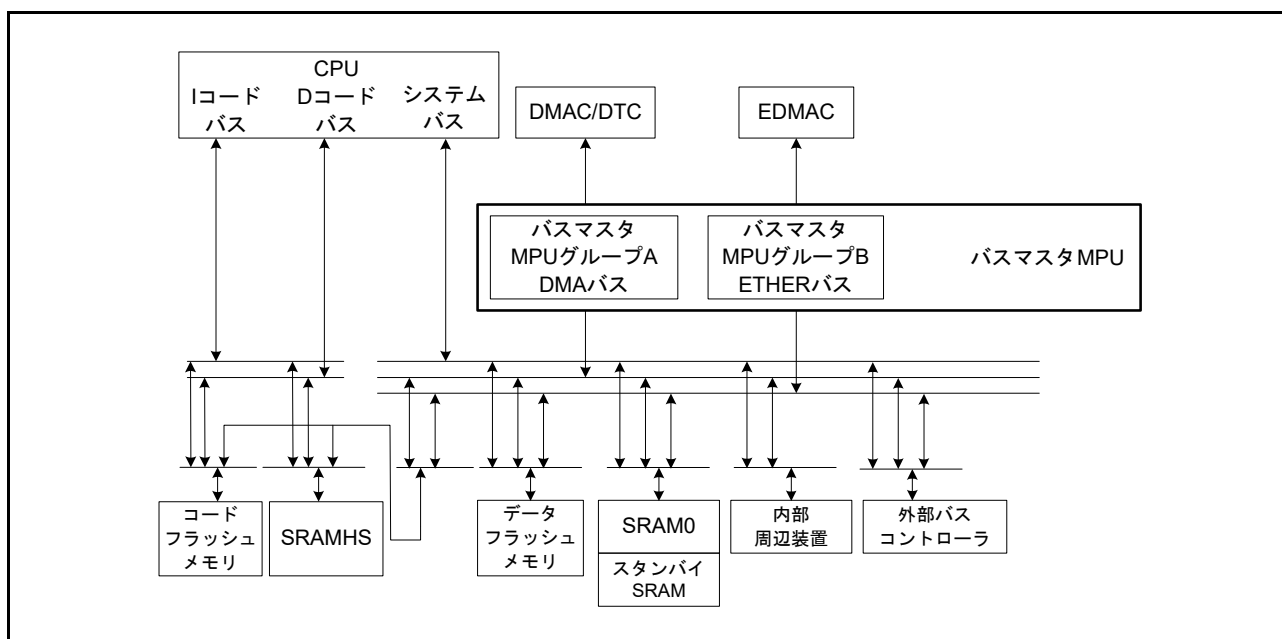 CPU
Iコード
バス
Dコード
バス
システム
バス
DMAC/DTC
EDMAC
バスマスタ
MPUグループA
DMAバス
バスマスタ
MPUグループB
ETHERバス
バスマスタMPU
コード
フラッシュ
メモリ
SRAMHS
データ
フラッシュ
メモリ
SRAM0
スタンバイ
SRAM
内部
周辺装置
外部バス
コントローラ